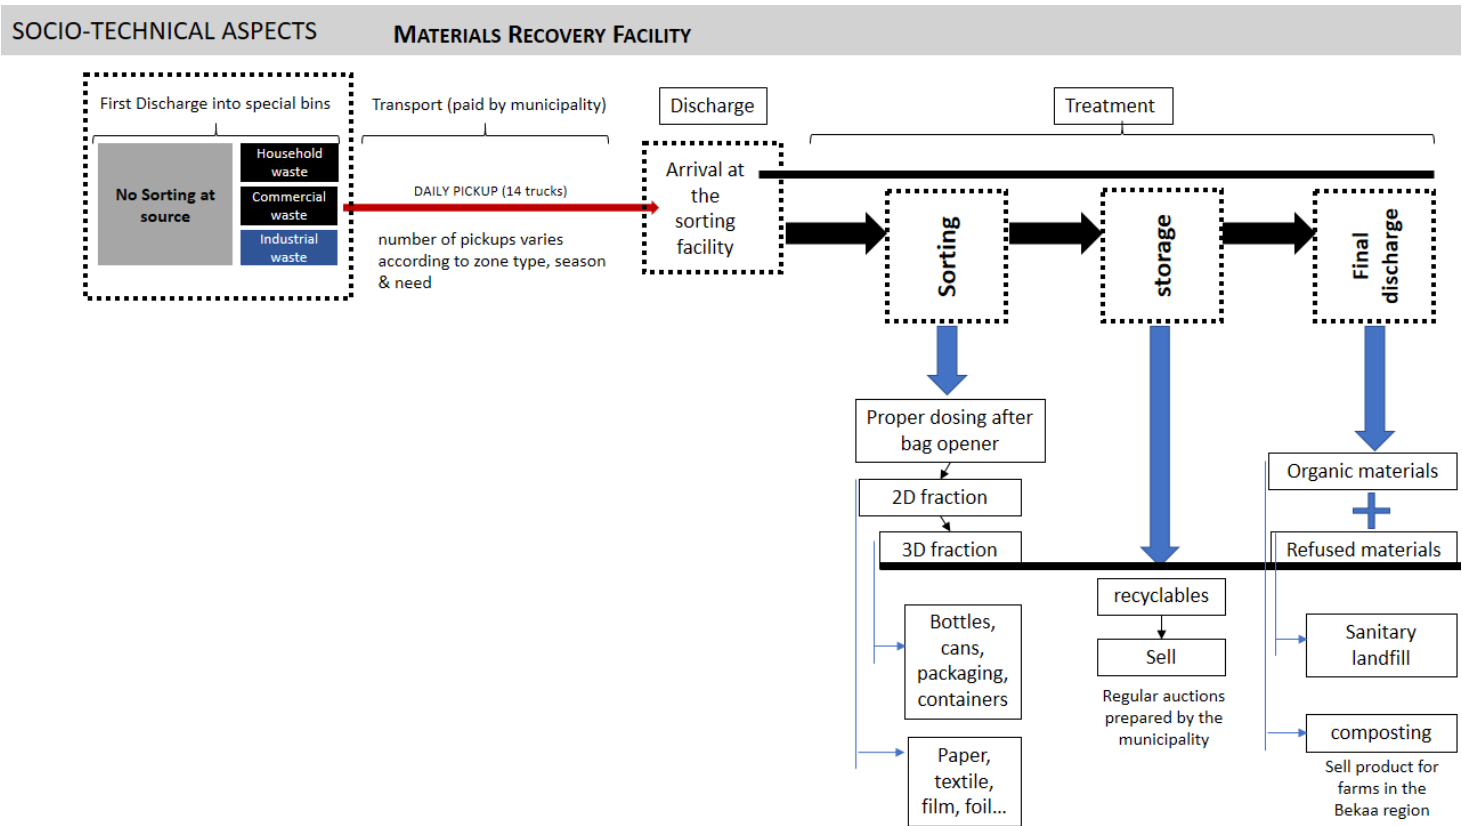 SOCIO-TECHNICAL ASPECTS
MATERIALS RECOVERY FACILITY
First Discharge into special bins
No Sorting at
source
Household
waste
Commercial
waste
Industrial
waste
Transport (paid by municipality)
DAILY PICKUP (14 trucks)
number of pickups varies
according to zone type, season
& need
Discharge
Arrival at
the
sorting
facility
Treatment
Sorting
storage
Final
discharge
Proper dosing after
bag opener
2D fraction
3D fraction
Bottles,
cans,
packaging,
containers
Paper,
textile,
film, foil...
recyclables
Sell
Regular auctions
prepared by the
municipality
Organic materials
Refused materials
Sanitary
landfill
composting
Sell product for
farms in the
Bekaa region